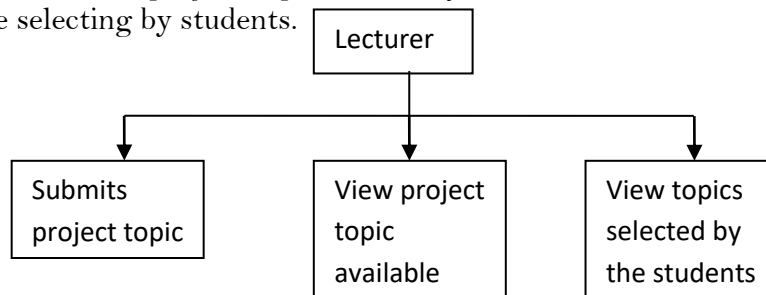 e selecting by students.
Lecturer
Submits
project topic
View project
topic
available
View topics
selected by
the students